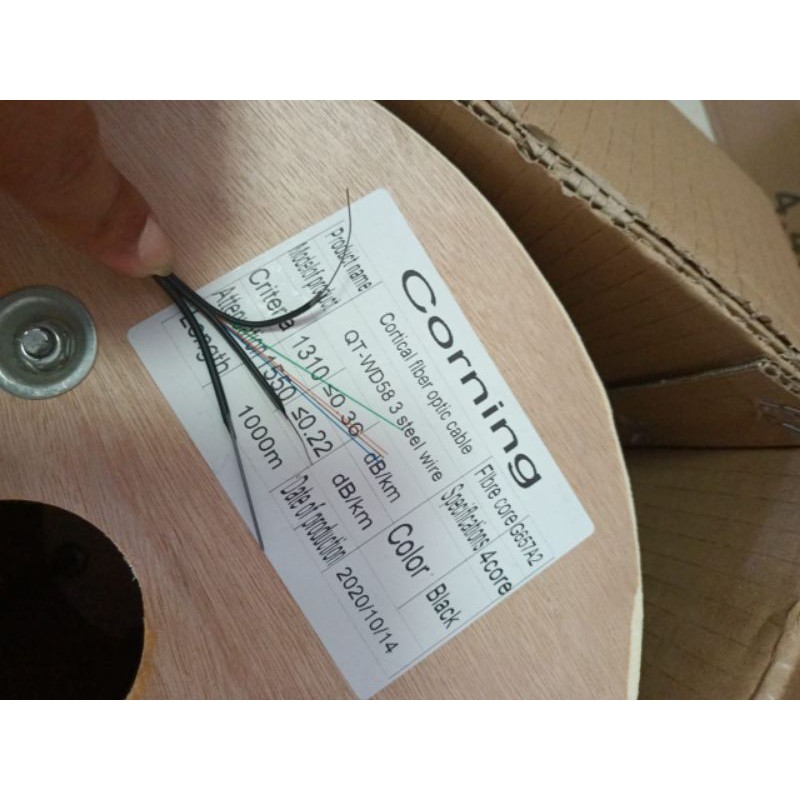 Corning
Product name Cortical fiber optic cable Fibre core G657A2
Modelof product QT-WD58 3 steel wire Specifications 4core
Criteria 1310 ≤0.36 dB/km Color Black
Attenuation 1550 ≤0.22 dB/km
Length 1000m Date of production 2020/10/14
4